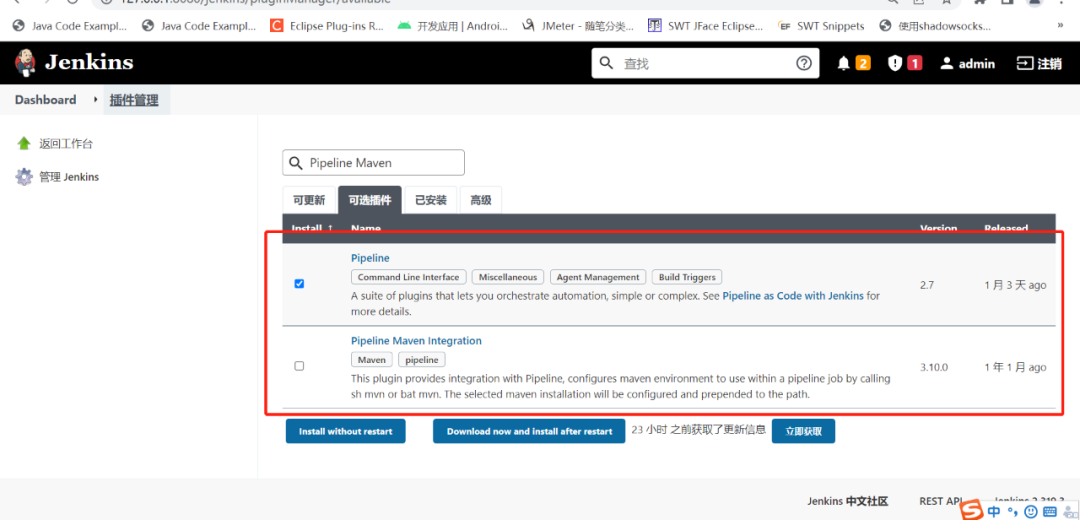 Java Code Exampl...
Java Code Exampl...
Eclipse Plug-ins R...
开发应用 | Android...
JMeter - 随笔分类...
SWT JFace Eclipse...
SWT Snippets
使用shadowsocks...
»
Jenkins
查找
2
1
admin
注销
Dashboard
插件管理
返回工作台
管理 Jenkins
Pipeline Maven
可更新
可选插件
已安装
高级
Install ↑ Name Version Released
Pipeline
Command Line Interface Miscellaneous Agent Management Build Triggers
A suite of plugins that lets you orchestrate automation, simple or complex. See Pipeline as Code with Jenkins for
more details.
2.7
1 月 3 天 ago
Pipeline Maven Integration
Maven pipeline
This plugin provides integration with Pipeline, configures maven environment to use within a pipeline job by calling
sh mvn or bat mvn. The selected maven installation will be configured and prepended to the path.
3.10.0
1 年 1 月 ago
Install without restart
Download now and install after restart
23 小时 之前获取了更新信息
立即获取
Jenkins 中文社区
REST API
中